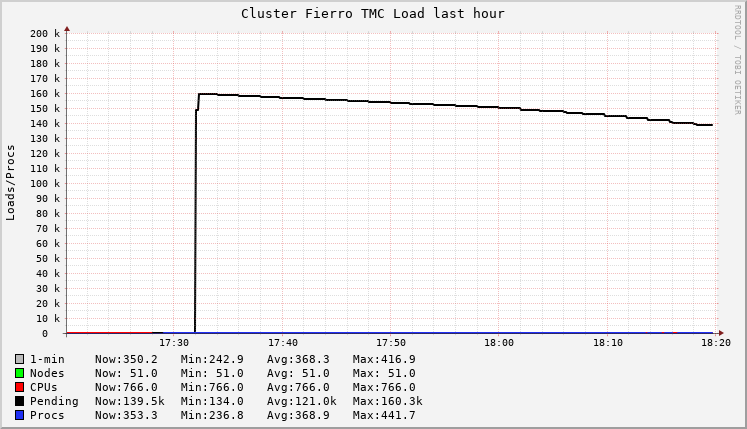 Cluster Fierro TMC Load last hour
RRDTOOL / TOBI OETIKER
Loads/Procs
200 k
190 k
180 k
170 k
160 k
150 k
140 k
130 k
120 k
110 k
100 k
90 k
80 k
70 k
60 k
50 k
40 k
30 k
20 k
10 k
0
17:30 17:40 17:50 18:00 18:10 18:20
1-min Now:350.2 Min:242.9 Avg:368.3 Max:416.9
Nodes Now: 51.0 Min: 51.0 Avg: 51.0 Max: 51.0
CPUs Now:766.0 Min:766.0 Avg:766.0 Max:766.0
Pending Now:139.5k Min:134.0 Avg:121.0k Max:160.3k
Procs Now:353.3 Min:236.8 Avg:368.9 Max:441.7